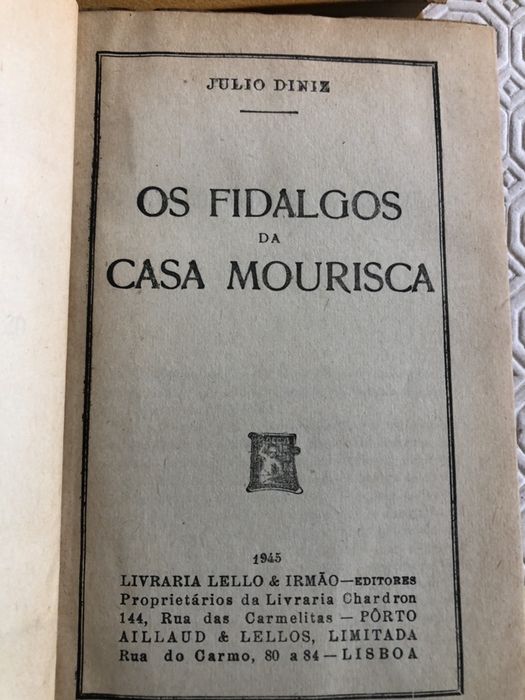 JULIO DINIZ
OS FIDALGOS
DA
CASA MOURISCA
1945
LIVRARIA LELLO & IRMÃO—EDITORES
Proprietários da Livraria Chardron
144, Rua das Carmelitas — PÔRTO
AILLAUD & LELLOS, LIMITADA
Rua do Carmo, 80 a 84—LISBOA